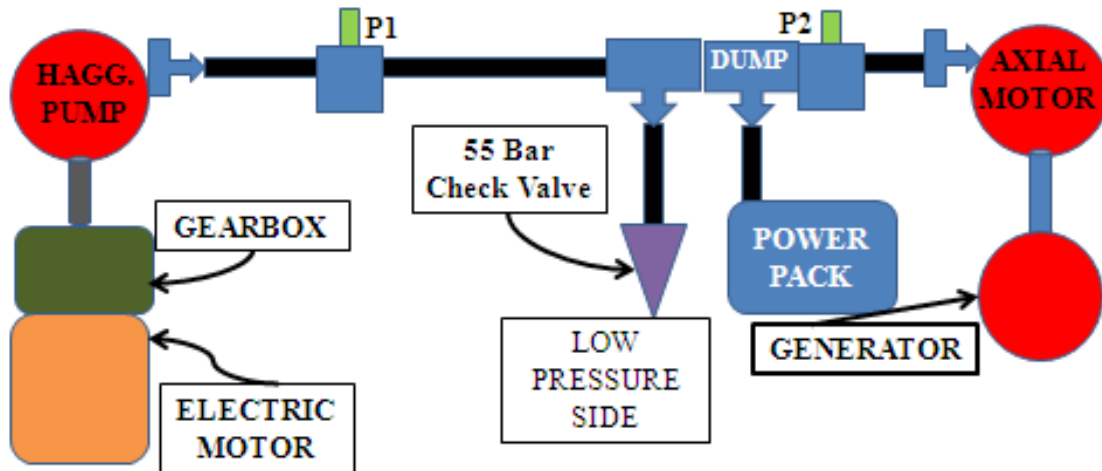 P1
P2
HAGG.
PUMP
DUMP
AXIAL
MOTOR
55 Bar
Check Valve
GEARBOX
POWER
PACK
LOW
PRESSURE
SIDE
GENERATOR
ELECTRIC
MOTOR